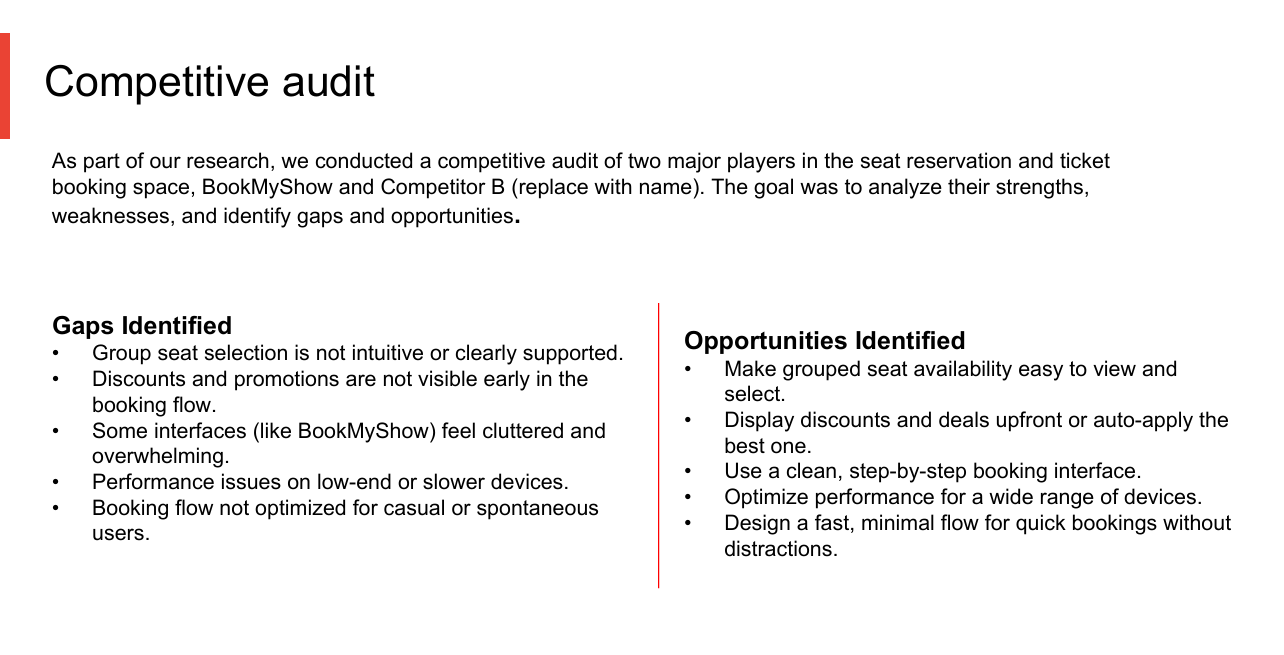 Competitive audit
As part of our research, we conducted a competitive audit of two major players in the seat reservation and ticket
booking space, BookMyShow and Competitor B (replace with name). The goal was to analyze their strengths,
weaknesses, and identify gaps and opportunities.
Gaps Identified
• Group seat selection is not intuitive or clearly supported.
• Discounts and promotions are not visible early in the
booking flow.
• Some interfaces (like BookMyShow) feel cluttered and
overwhelming.
• Performance issues on low-end or slower devices.
• Booking flow not optimized for casual or spontaneous
users.
Opportunities Identified
• Make grouped seat availability easy to view and
select.
• Display discounts and deals upfront or auto-apply the
best one.
• Use a clean, step-by-step booking interface.
• Optimize performance for a wide range of devices.
• Design a fast, minimal flow for quick bookings without
distractions.